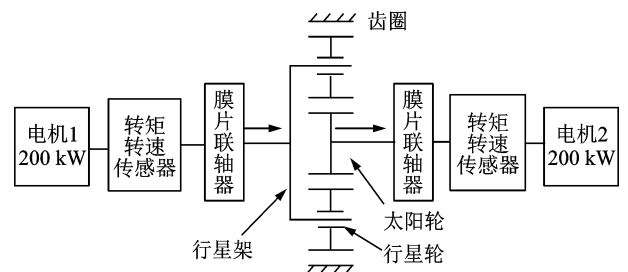 齿圈
电机1
200 kW
转矩
转速
传感器
膜
片
联
轴
器
膜
片
联
轴
器
转矩
转速
传感器
电机2
200 kW
行星架
太阳轮
行星轮